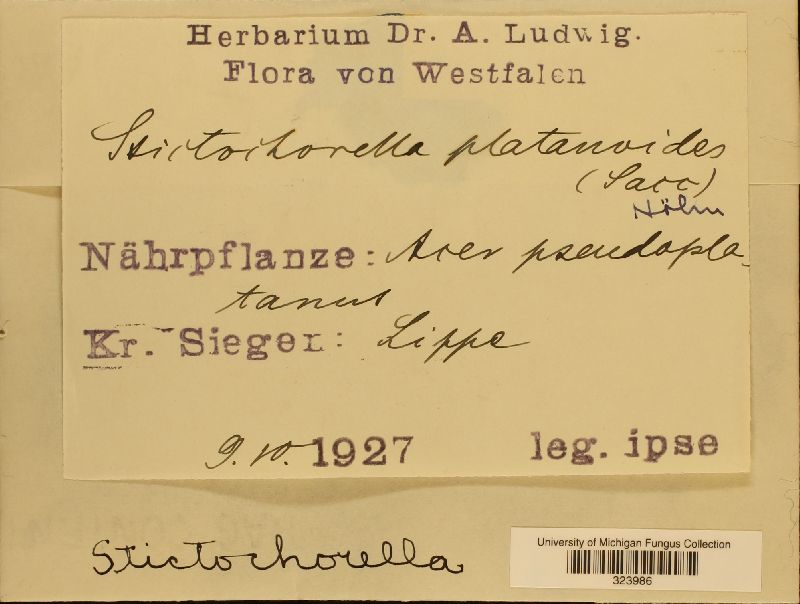 Herbarium Dr. A. Ludwig.
Flora von Westfalen
Stictochorella platanoides
(Sacc)
Höhn
Nährpflanze: Acer pseudopla-
tanus
Kr. Siegen: Lippe
9.10.1927 leg. ipse
Stictochorella
University of Michigan Fungus Collection
323986